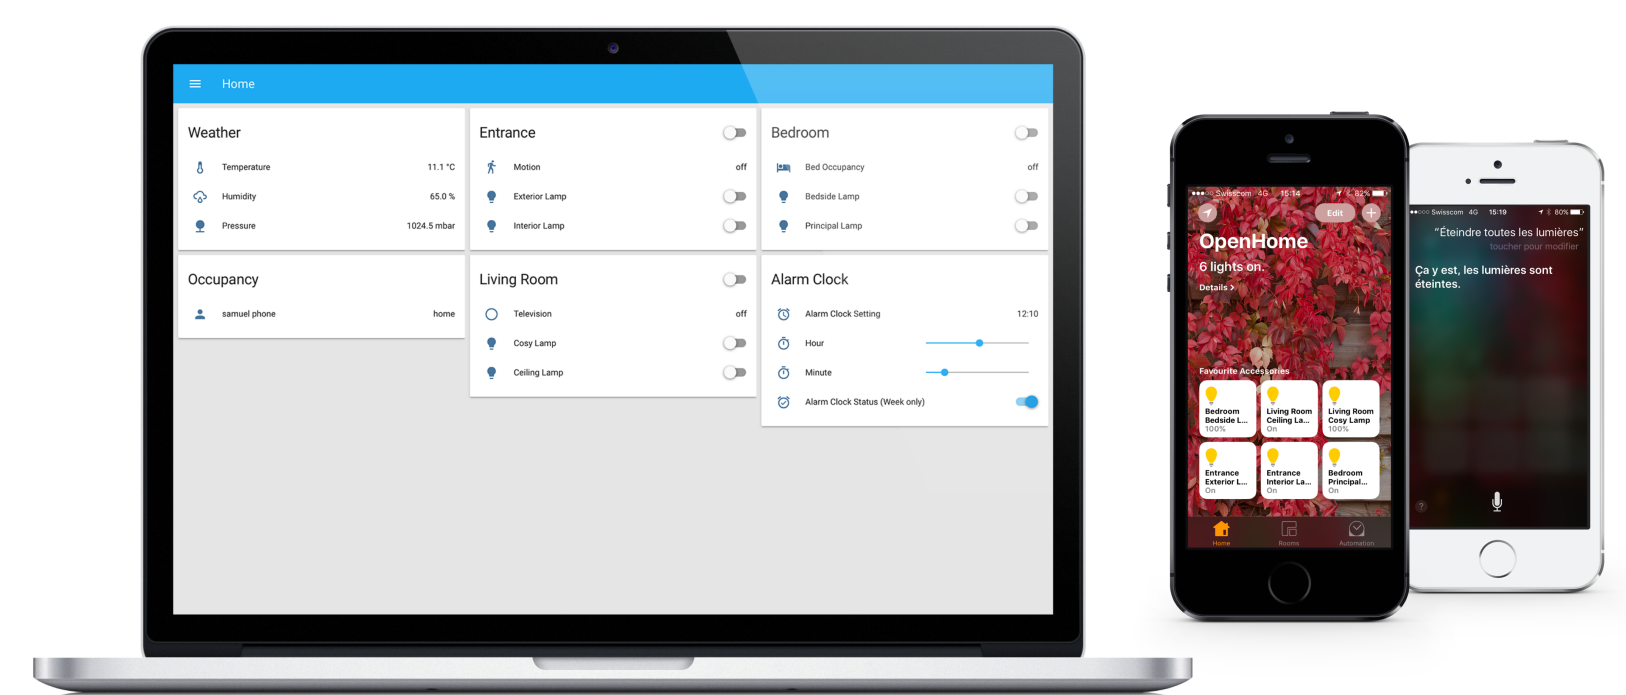 Home
Weather
Temperature 11.1 °C
Humidity 65.0 %
Pressure 1024.5 mbar
Occupancy
samuel phone home
Entrance
Motion off
Exterior Lamp
Interior Lamp
Living Room
Television off
Cosy Lamp
Ceiling Lamp
Bedroom
Bed Occupancy off
Bedside Lamp
Principal Lamp
Alarm Clock
Alarm Clock Setting 12:10
Hour
Minute
Alarm Clock Status (Week only)
Swisscom 4G 15:14 82%
Edit
OpenHome
6 lights on.
Details >
Favourite Accessories
Bedroom
Bedside L...
100%
Living Room
Ceiling La...
On
Living Room
Cosy Lamp
100%
Entrance
Exterior L...
On
Entrance
Interior La...
On
Bedroom
Principal...
On
Home Rooms Automation
Swisscom 4G 15:19 80%
“Éteindre toutes les lumières”
toucher pour modifier
Ça y est, les lumières sont
éteintes.
?